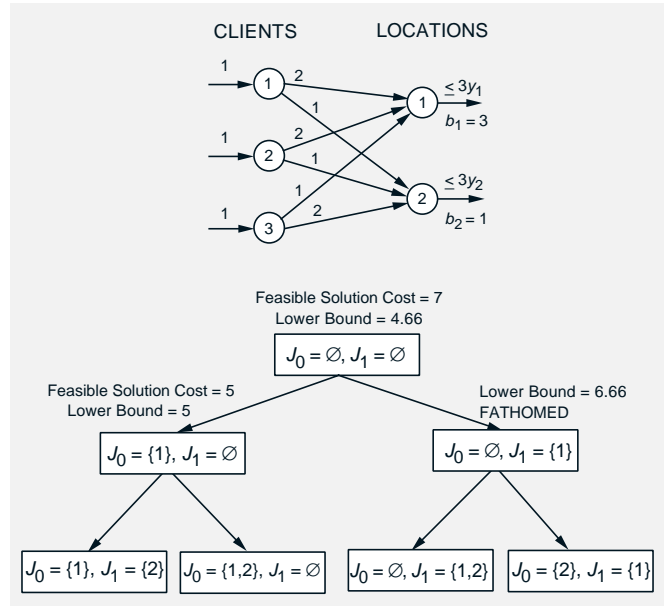 CLIENTS LOCATIONS
1 1 2 1 ≤ 3y1
1 b1 = 3
1 2 2
1 2 ≤ 3y2
1 b2 = 1
1 3 2
Feasible Solution Cost = 7
Lower Bound = 4.66
J0 = ∅, J1 = ∅
Feasible Solution Cost = 5
Lower Bound = 5
J0 = {1}, J1 = ∅
Lower Bound = 6.66
FATHOMED
J0 = ∅, J1 = {1}
J0 = {1}, J1 = {2}
J0 = {1,2}, J1 = ∅
J0 = ∅, J1 = {1,2}
J0 = {2}, J1 = {1}